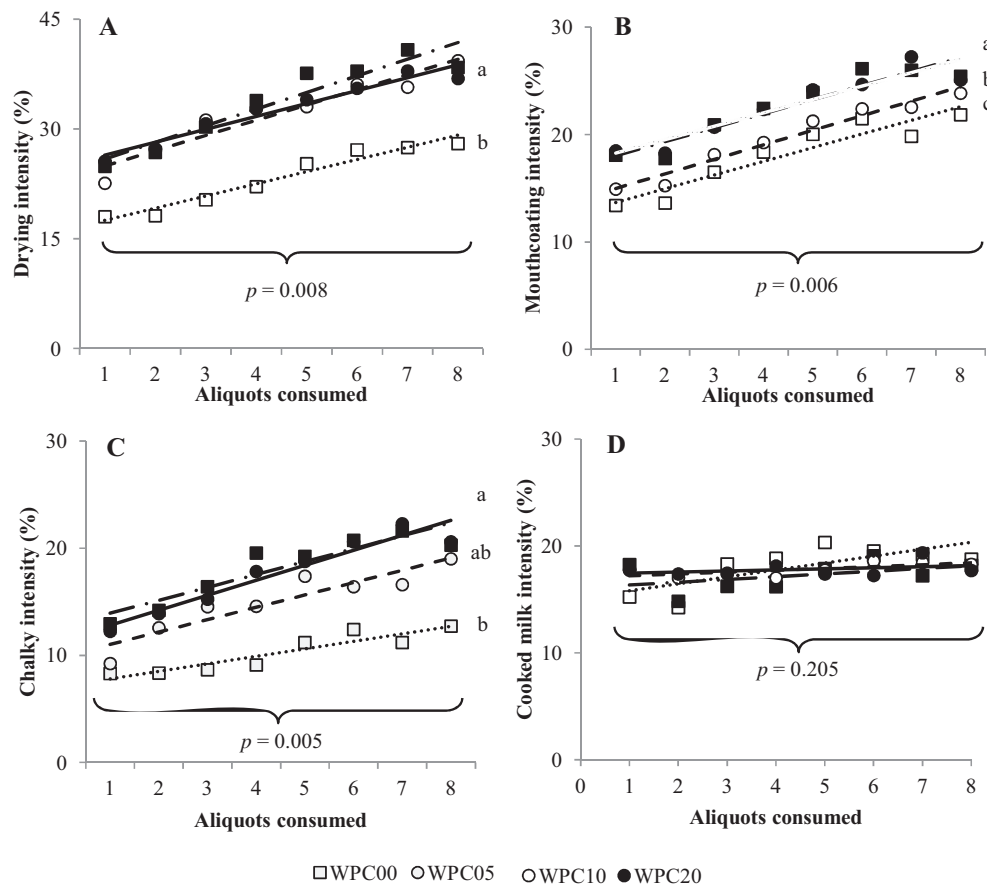 A
45
30
15
0
Drying intensity (%)
a
b
p = 0.008
1 2 3 4 5 6 7 8
Aliquots consumed
B
30
20
10
0
Mouthcoating intensity (%)
a
b
c
p = 0.006
1 2 3 4 5 6 7 8
Aliquots consumed
C
30
20
10
0
Chalky intensity (%)
a
ab
b
p = 0.005
1 2 3 4 5 6 7 8
Aliquots consumed
D
30
20
10
0
Cooked milk intensity (%)
p = 0.205
0 1 2 3 4 5 6 7 8
Aliquots consumed
WPC00 WPC05 WPC10 WPC20